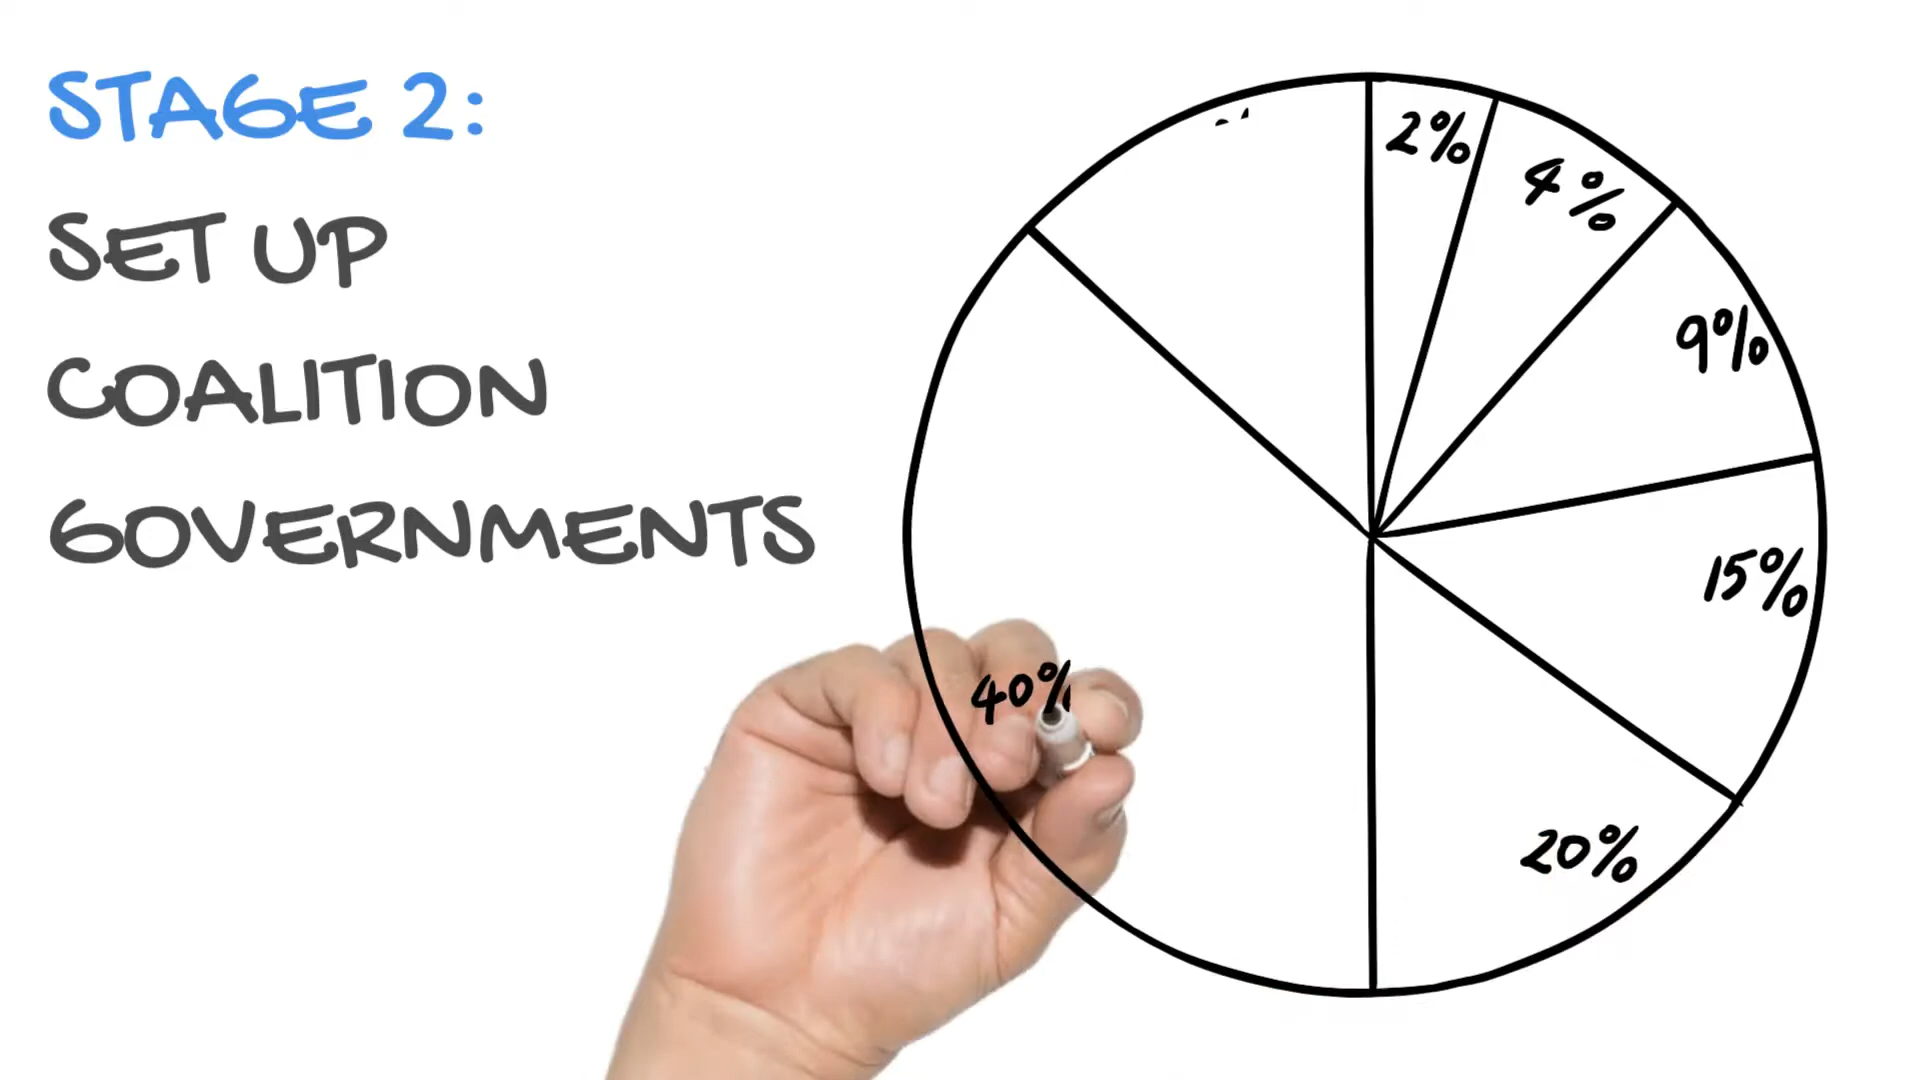 STAGE 2:
SET UP
COALITION
GOVERNMENTS
2%
4%
9%
15%
20%
40%